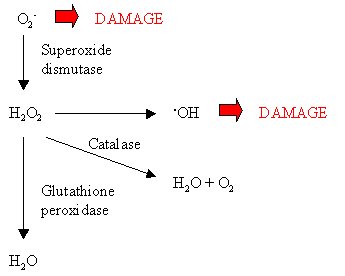 O₂·⁻ DAMAGE
Superoxide
dismutase
H₂O₂ ·OH DAMAGE
Catalase
H₂O + O₂
Glutathione
peroxidase
H₂O